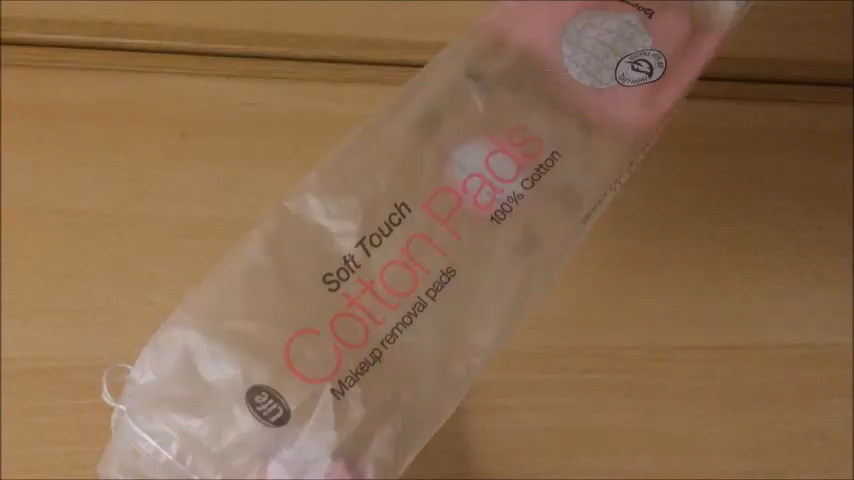 Soft Touch
Cotton Pads
100% Cotton
Makeup removal pads
Life